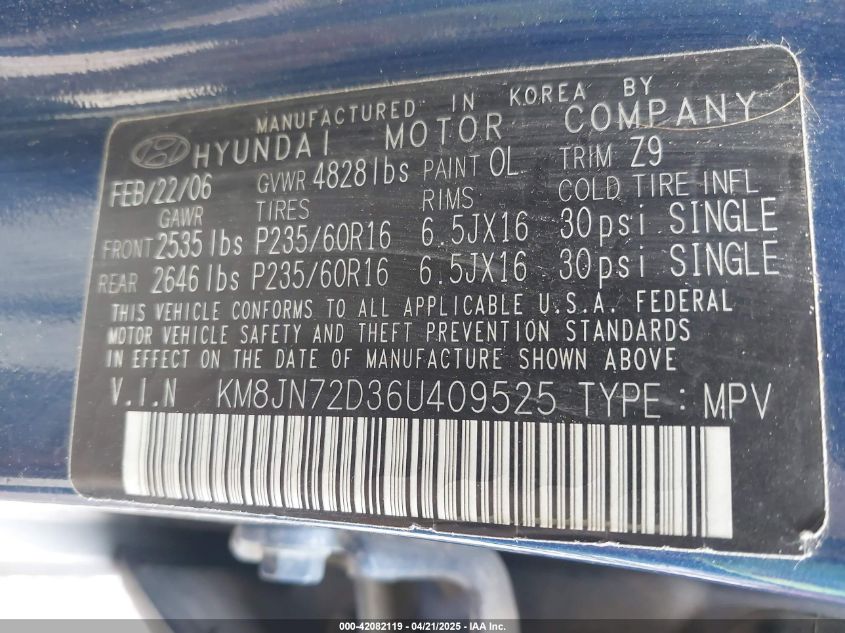 MANUFACTURED IN KOREA BY
HYUNDAI MOTOR COMPANY
FEB/22/06 GVWR 4828lbs PAINT OL TRIM Z9
GAWR TIRES RIMS COLD TIRE INFL
FRONT 2535 lbs P235/60R16 6.5JX16 30psi SINGLE
REAR 2646 lbs P235/60R16 6.5JX16 30psi SINGLE
THIS VEHICLE CONFORMS TO ALL APPLICABLE U.S.A. FEDERAL
MOTOR VEHICLE SAFETY AND THEFT PREVENTION STANDARDS
IN EFFECT ON THE DATE OF MANUFACTURE SHOWN ABOVE
V.I.N KM8JN72D36U409525 TYPE : MPV
000-42082119 - 04/21/2025 - IAA Inc.